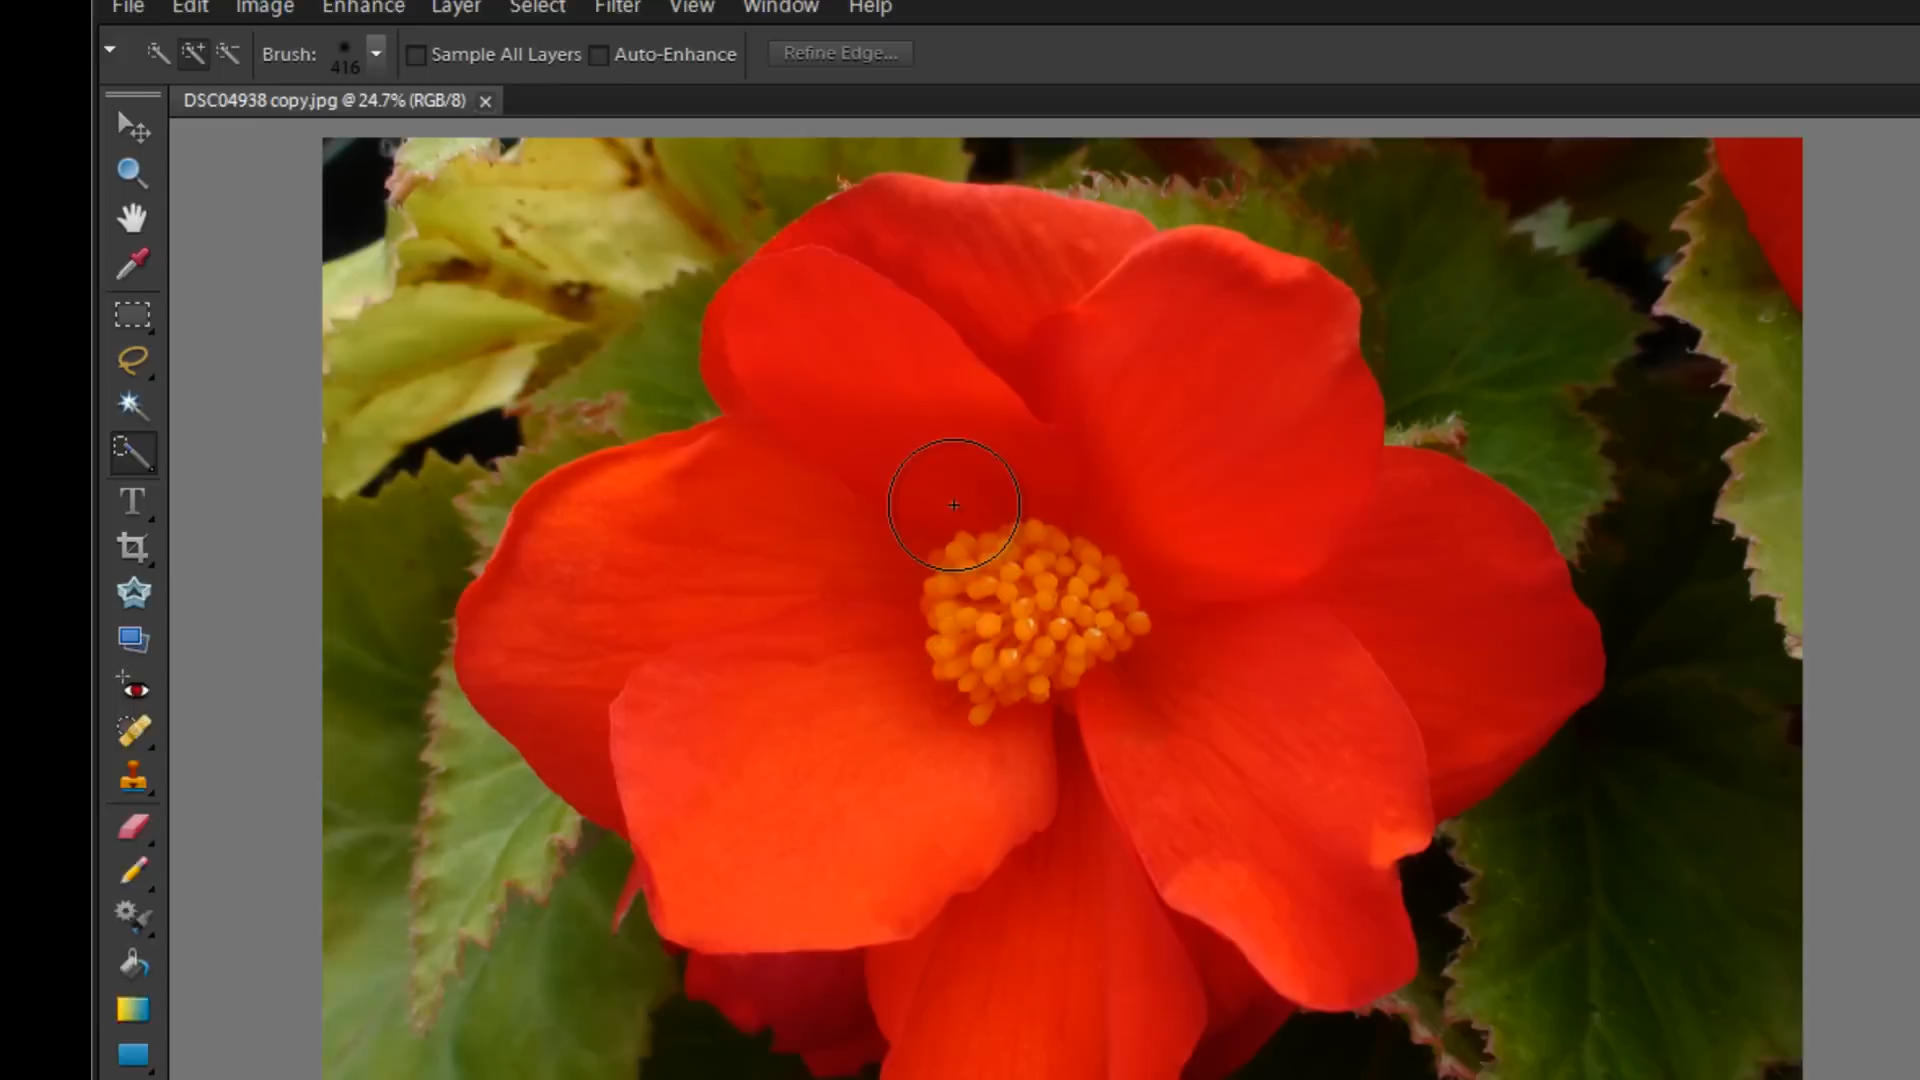 File Edit Image Enhance Layer Select Filter View Window Help
Brush: 416 Sample All Layers Auto-Enhance Refine Edge...
DSC04938 copy.jpg @ 24.7% (RGB/8)
T